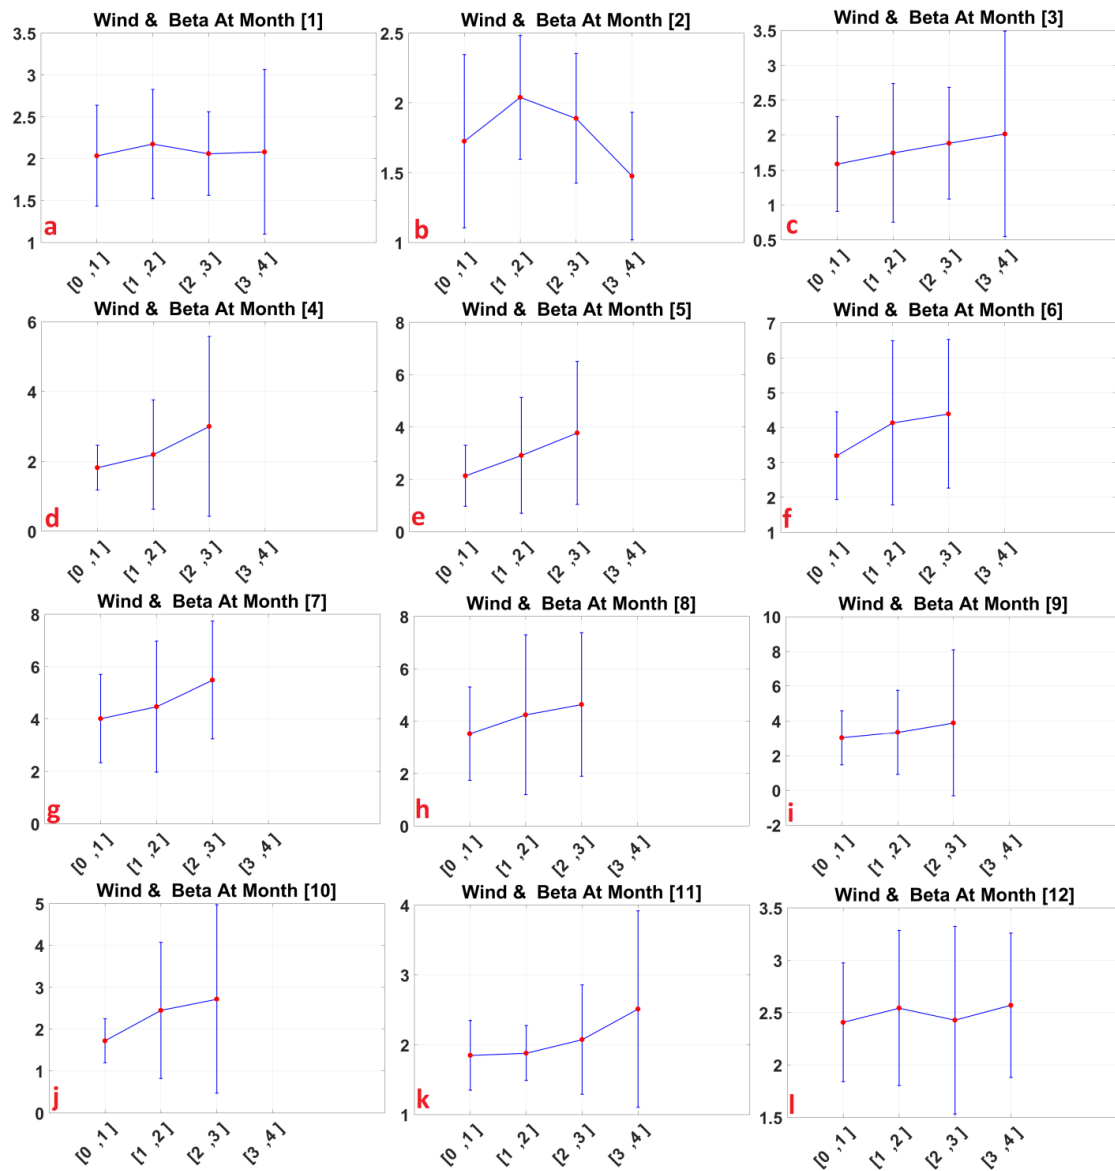 Wind & Beta At Month [1]
3.5
3
2.5
2
1.5
1
a
[0 ,1 ]
[1 ,2 ]
[2 ,3 ]
[3 ,4 ]
Wind & Beta At Month [2]
2.5
2
1.5
1
b
[0 ,1 ]
[1 ,2 ]
[2 ,3 ]
[3 ,4 ]
Wind & Beta At Month [3]
3.5
3
2.5
2
1.5
1
0.5
c
[0 ,1 ]
[1 ,2 ]
[2 ,3 ]
[3 ,4 ]
Wind & Beta At Month [4]
6
4
2
0
d
[0 ,1 ]
[1 ,2 ]
[2 ,3 ]
[3 ,4 ]
Wind & Beta At Month [5]
8
6
4
2
0
e
[0 ,1 ]
[1 ,2 ]
[2 ,3 ]
[3 ,4 ]
Wind & Beta At Month [6]
7
6
5
4
3
2
1
f
[0 ,1 ]
[1 ,2 ]
[2 ,3 ]
[3 ,4 ]
Wind & Beta At Month [7]
8
6
4
2
0
g
[0 ,1 ]
[1 ,2 ]
[2 ,3 ]
[3 ,4 ]
Wind & Beta At Month [8]
8
6
4
2
0
h
[0 ,1 ]
[1 ,2 ]
[2 ,3 ]
[3 ,4 ]
Wind & Beta At Month [9]
10
8
6
4
2
0
-2
i
[0 ,1 ]
[1 ,2 ]
[2 ,3 ]
[3 ,4 ]
Wind & Beta At Month [10]
5
4
3
2
1
0
j
[0 ,1 ]
[1 ,2 ]
[2 ,3 ]
[3 ,4 ]
Wind & Beta At Month [11]
4
3
2
1
k
[0 ,1 ]
[1 ,2 ]
[2 ,3 ]
[3 ,4 ]
Wind & Beta At Month [12]
3.5
3
2.5
2
1.5
l
[0 ,1 ]
[1 ,2 ]
[2 ,3 ]
[3 ,4 ]